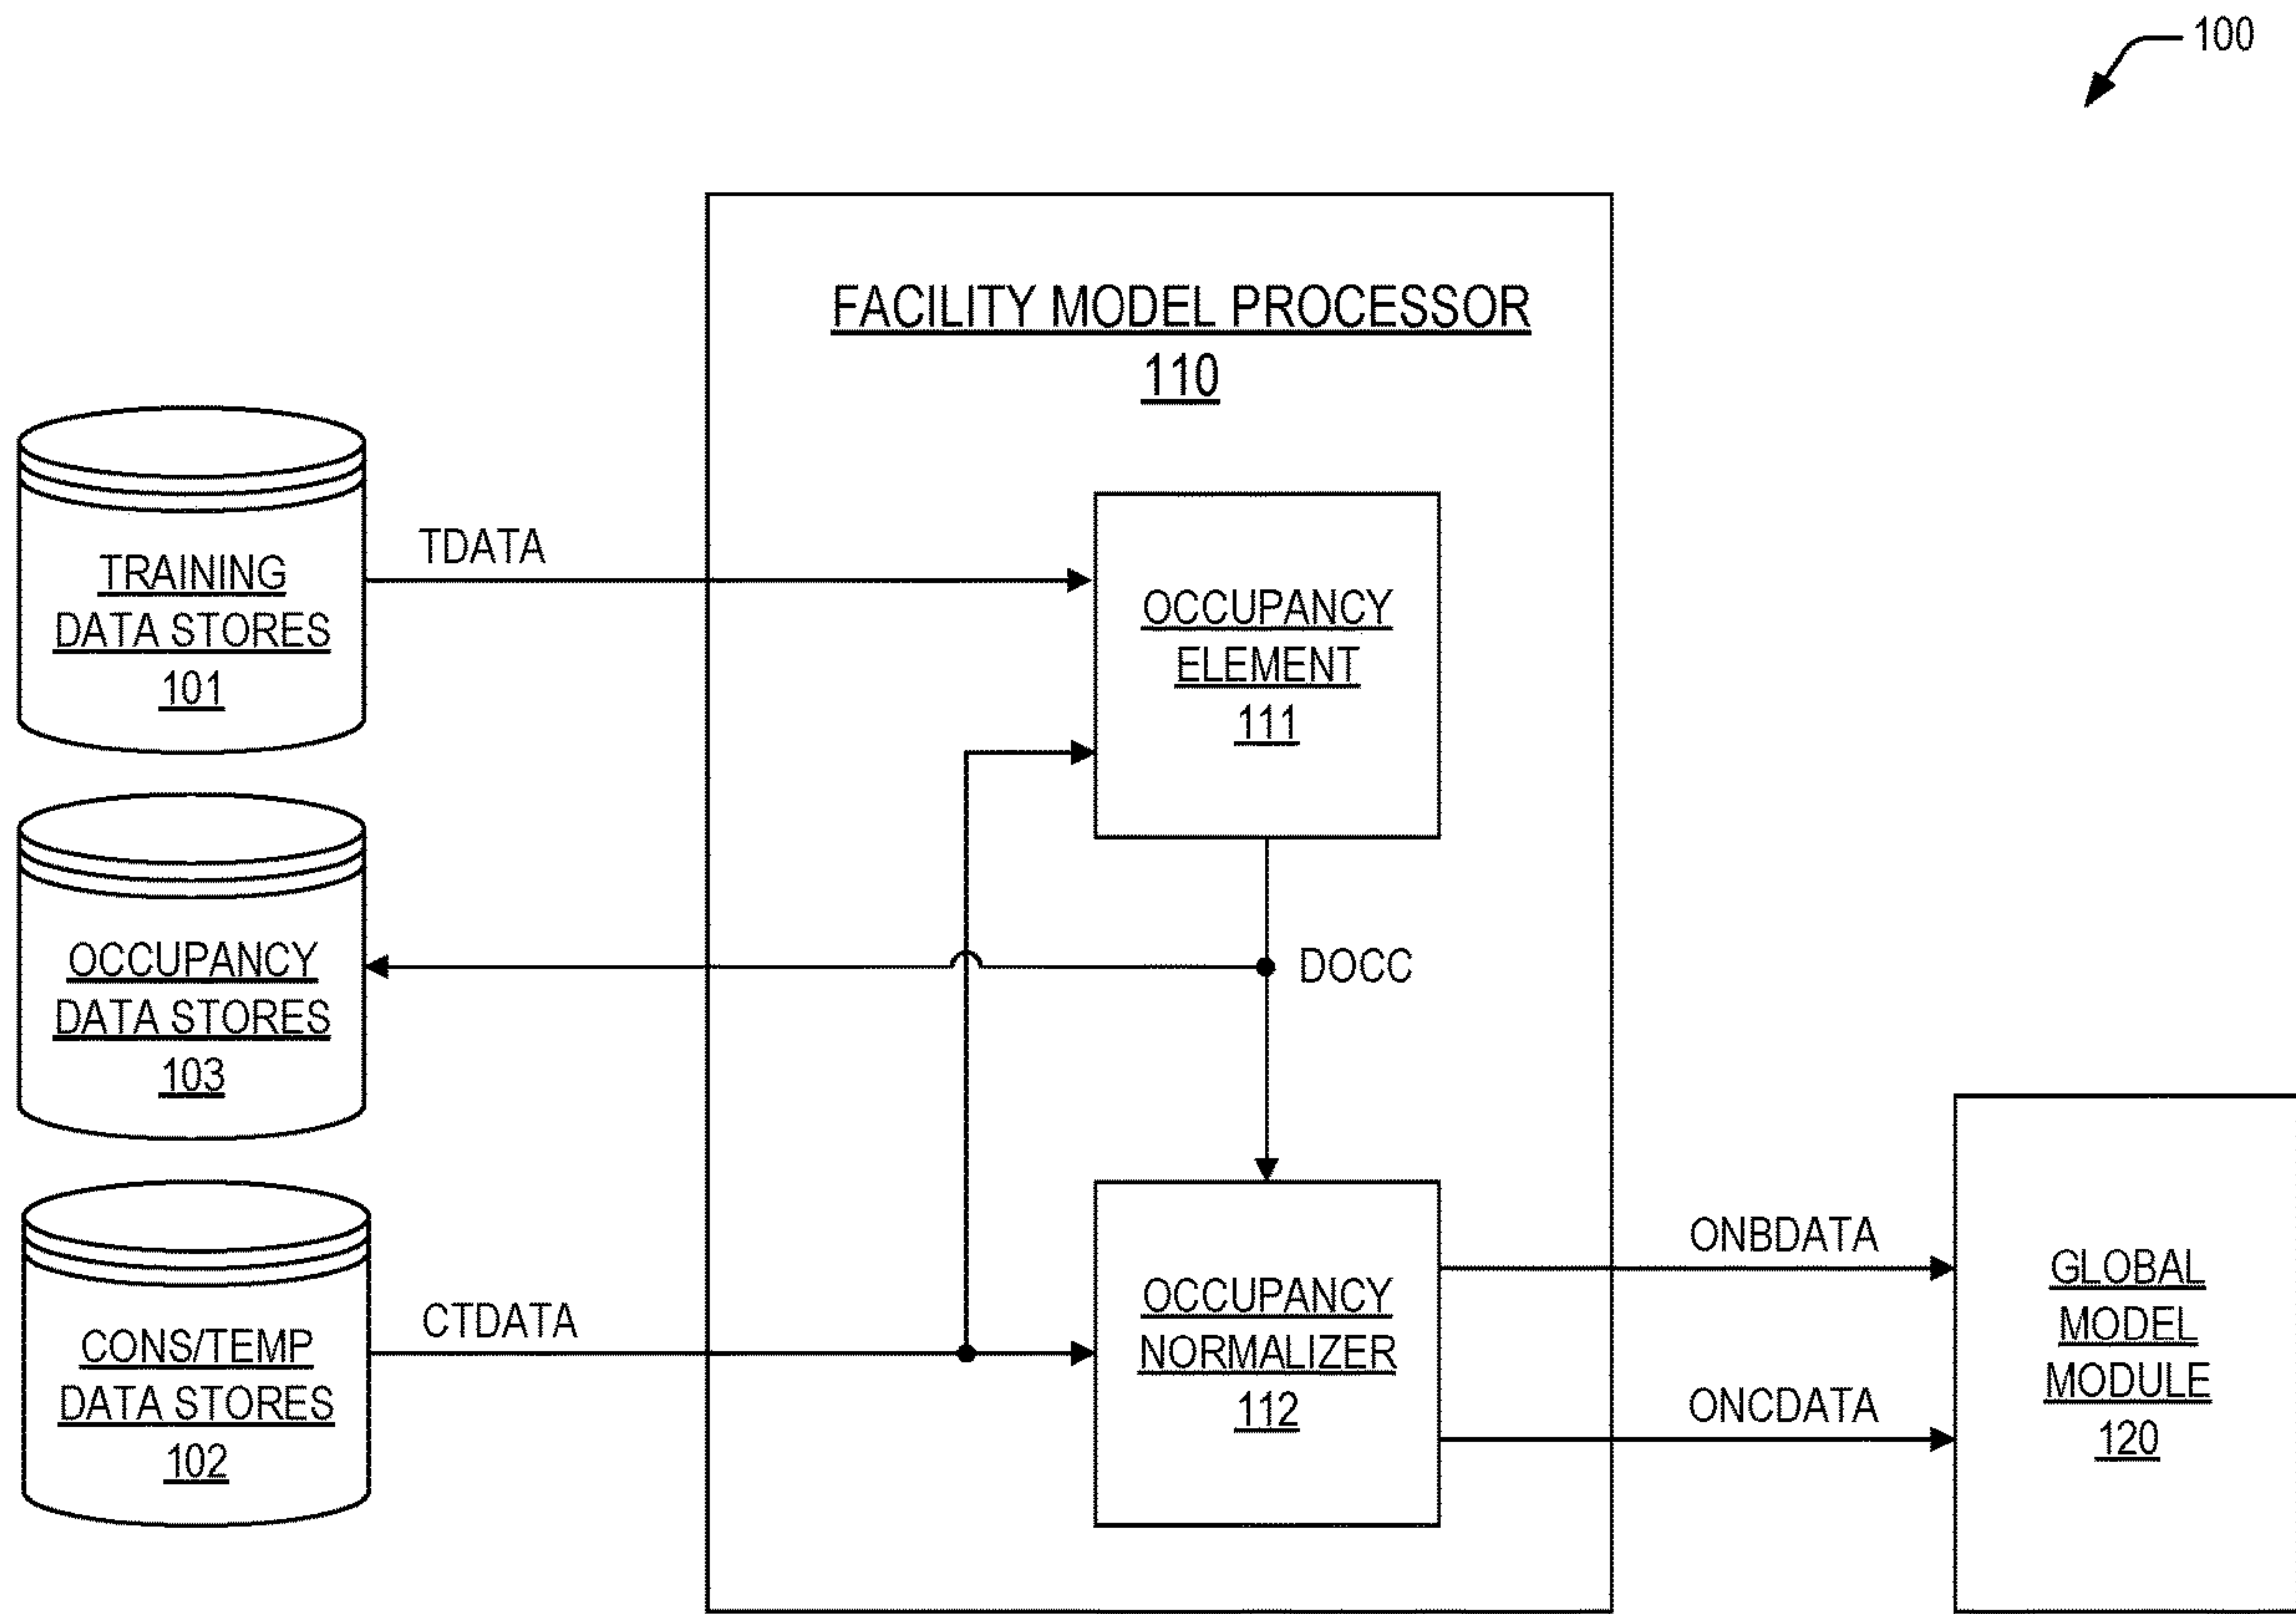 100
FACILITY MODEL PROCESSOR
110
TRAINING
DATA STORES
101
TDATA
OCCUPANCY
ELEMENT
111
OCCUPANCY
DATA STORES
103
DOCC
CONS/TEMP
DATA STORES
102
CTDATA
OCCUPANCY
NORMALIZER
112
ONBDATA
ONCDATA
GLOBAL
MODEL
MODULE
120